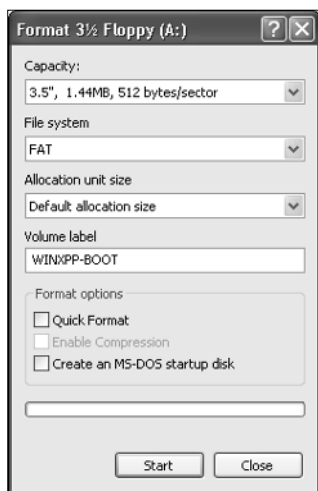 Format 3½ Floppy (A:)
Capacity:
3.5", 1.44MB, 512 bytes/sector
File system
FAT
Allocation unit size
Default allocation size
Volume label
WINXPP-BOOT
Format options
Quick Format
Enable Compression
Create an MS-DOS startup disk
Start Close